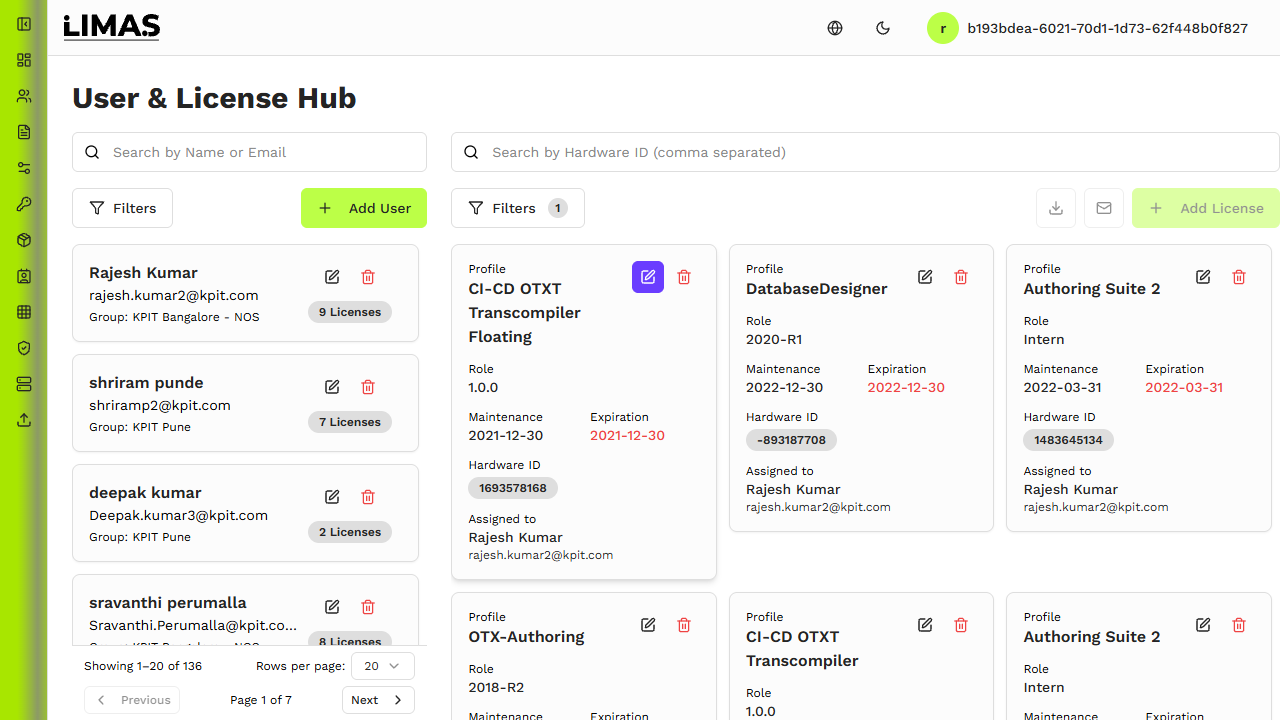 LIMAS
r
b193bdea-6021-70d1-1d73-62f448b0f827
User & License Hub
Search by Name or Email
Search by Hardware ID (comma separated)
Filters
Add User
Filters 1
Add License
Rajesh Kumar
rajesh.kumar2@kpit.com
Group: KPIT Bangalore - NOS
9 Licenses
shriram punde
shriramp2@kpit.com
Group: KPIT Pune
7 Licenses
deepak kumar
Deepak.kumar3@kpit.com
Group: KPIT Pune
2 Licenses
sravanthi perumalla
Sravanthi.Perumalla@kpit.co...
8 Licenses
Showing 1–20 of 136
Rows per page: 20
Previous
Page 1 of 7
Next
Profile
CI-CD OTXT
Transcompiler
Floating
Role
1.0.0
Maintenance Expiration
2021-12-30 2021-12-30
Hardware ID
1693578168
Assigned to
Rajesh Kumar
rajesh.kumar2@kpit.com
Profile
DatabaseDesigner
Role
2020-R1
Maintenance Expiration
2022-12-30 2022-12-30
Hardware ID
-893187708
Assigned to
Rajesh Kumar
rajesh.kumar2@kpit.com
Profile
Authoring Suite 2
Role
Intern
Maintenance Expiration
2022-03-31 2022-03-31
Hardware ID
1483645134
Assigned to
Rajesh Kumar
rajesh.kumar2@kpit.com
Profile
OTX-Authoring
Role
2018-R2
Maintenance Expiration
Profile
CI-CD OTXT
Transcompiler
Role
1.0.0
Profile
Authoring Suite 2
Role
Intern
Maintenance Expiration